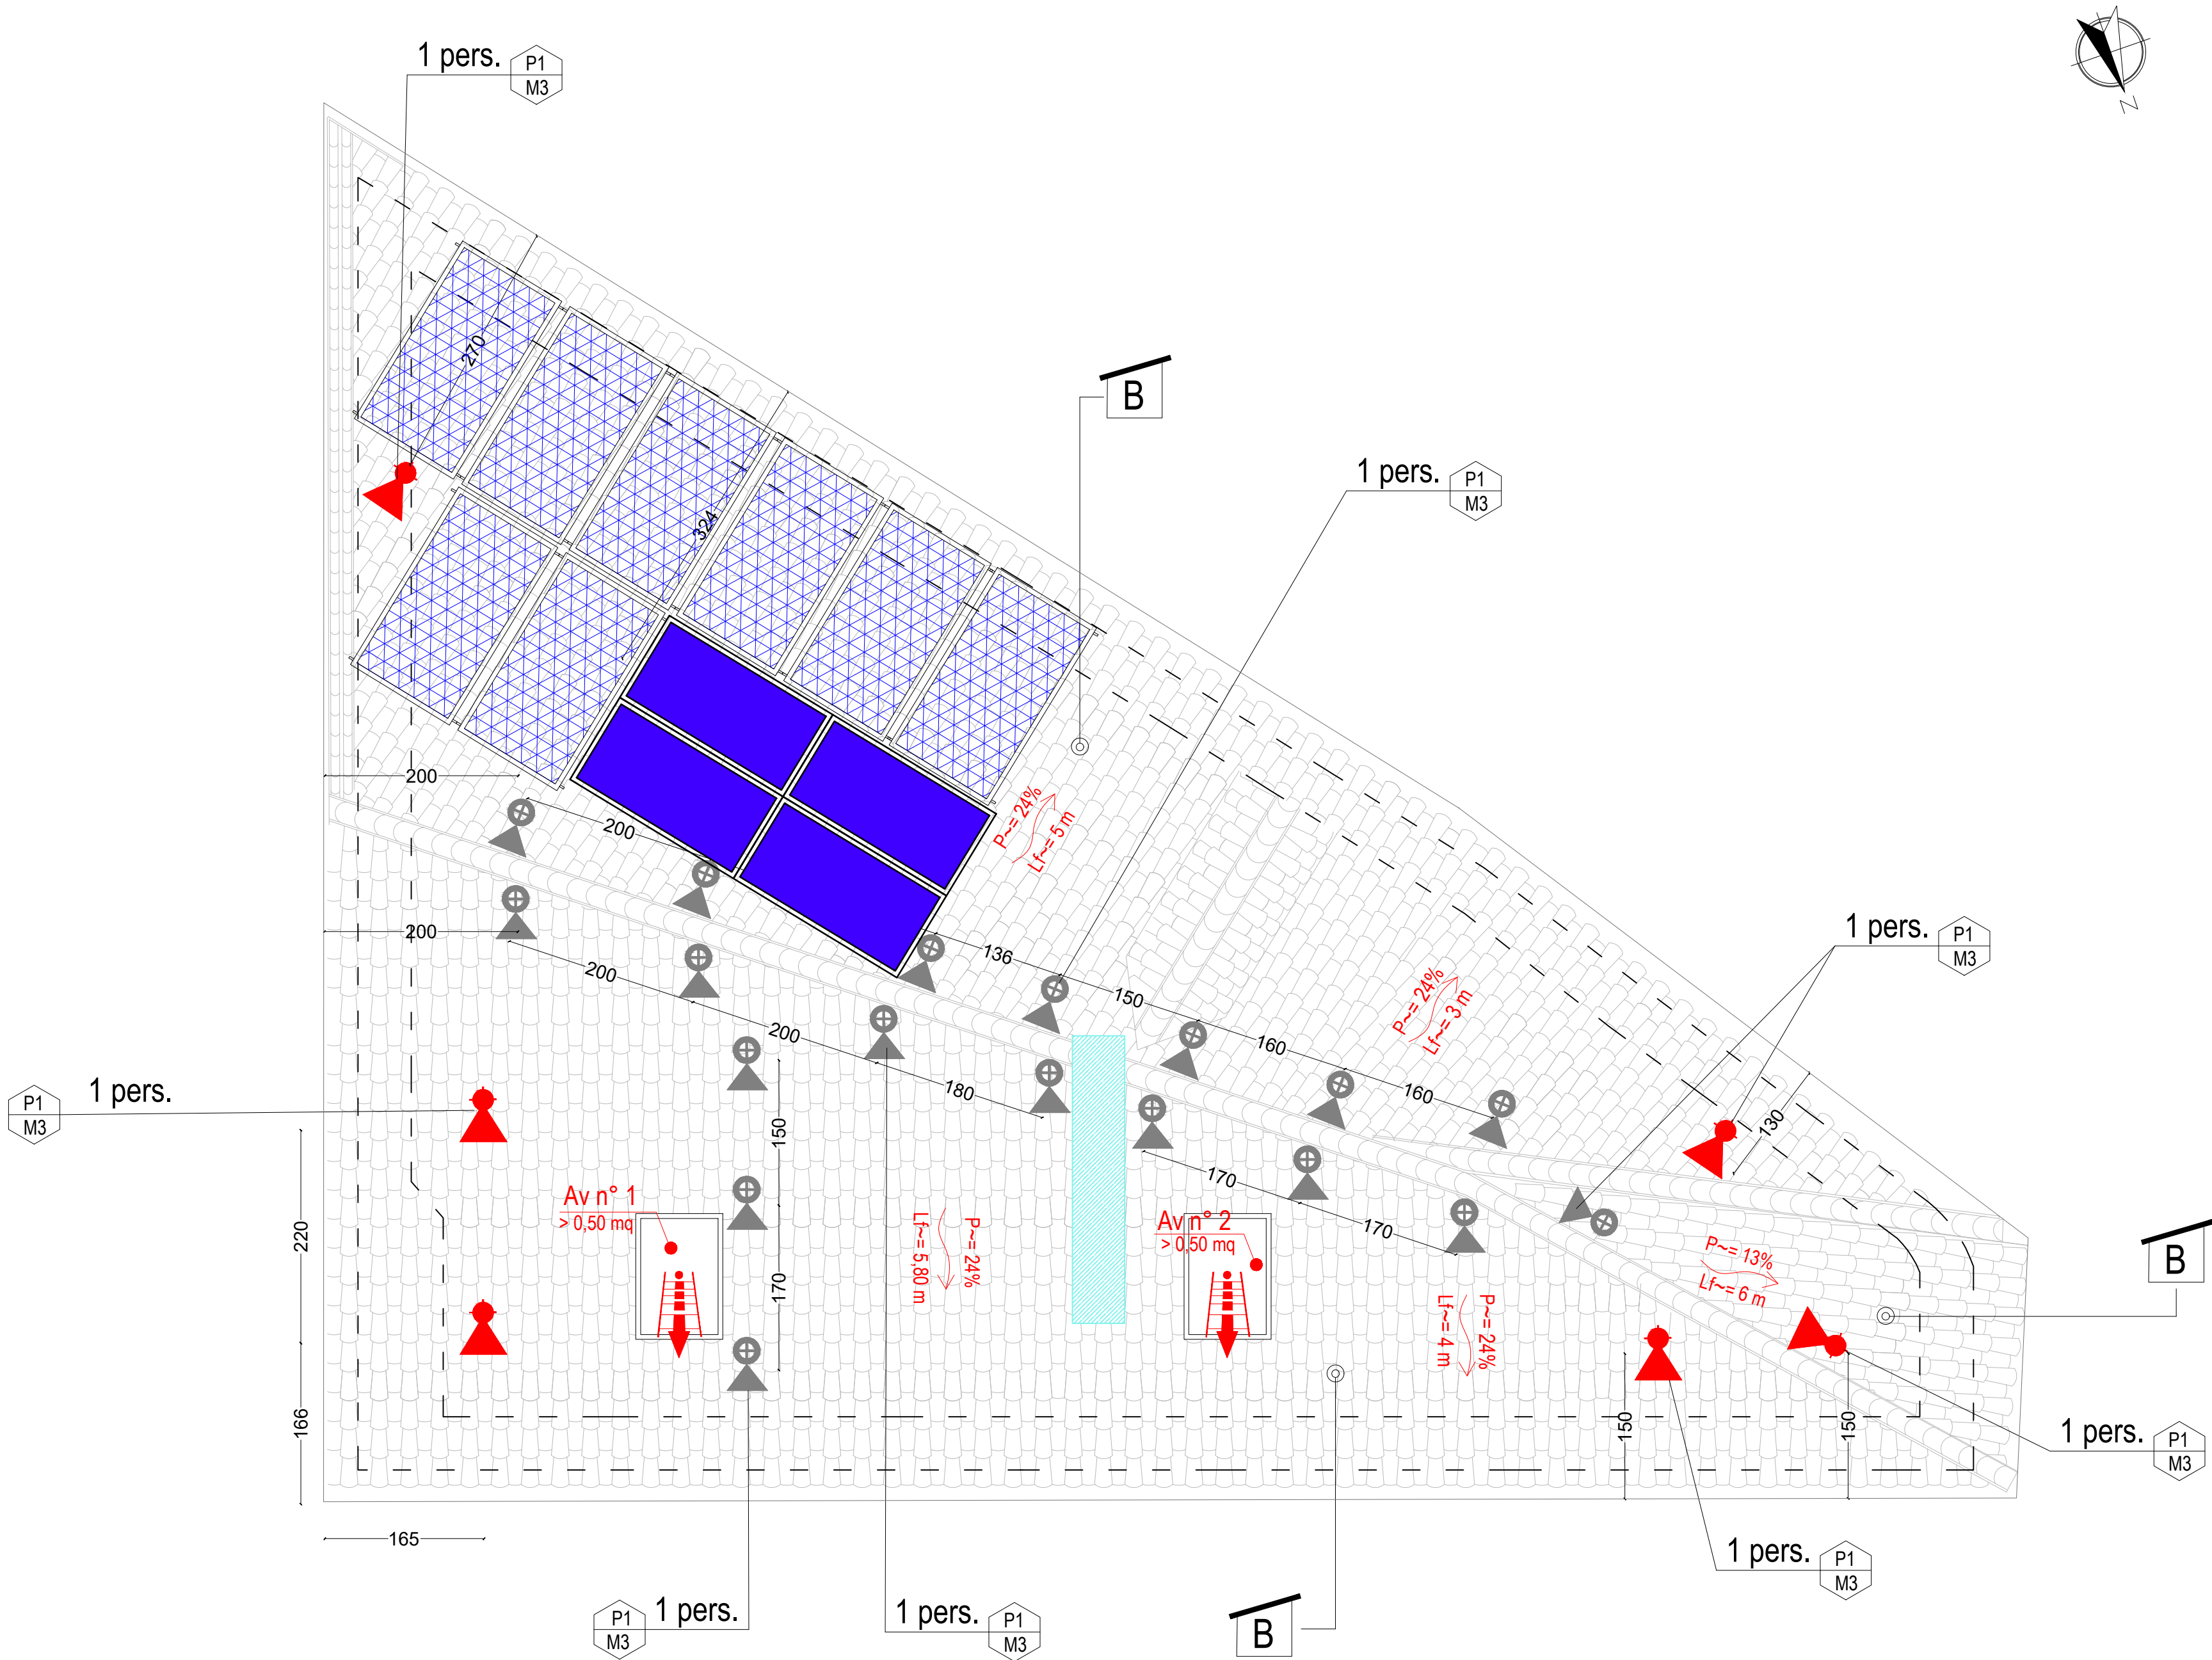 N
1 pers.
P1
M3
270
324
B
1 pers.
P1
M3
200
200
P~= 24%
Lf~= 5 m
1 pers.
P1
M3
200
200
136
150
160
160
P~= 24%
Lf~= 3 m
200
180
130
1 pers.
P1
M3
150
170
170
170
Av n° 1
> 0,50 mq
Av n° 2
> 0,50 mq
220
166
165
Lf~= 5,80 m
P~= 24%
Lf~= 4 m
P~= 24%
P~= 13%
Lf~= 6 m
B
150
150
1 pers.
P1
M3
1 pers.
P1
M3
P1
M3
1 pers.
1 pers.
P1
M3
B